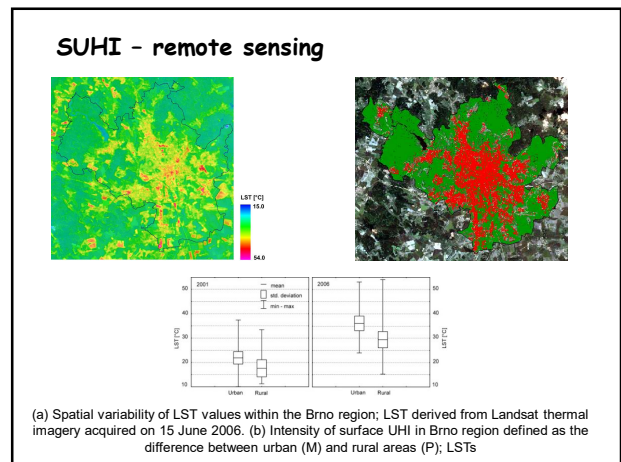 SUHI – remote sensing
LST [°C]
15.0
54.0
2001
mean
std. deviation
min - max
2006
50
40
30
20
10
LST [°C]
50
40
30
20
10
LST [°C]
Urban Rural
Urban Rural
(a) Spatial variability of LST values within the Brno region; LST derived from Landsat thermal
imagery acquired on 15 June 2006. (b) Intensity of surface UHI in Brno region defined as the
difference between urban (M) and rural areas (P); LSTs